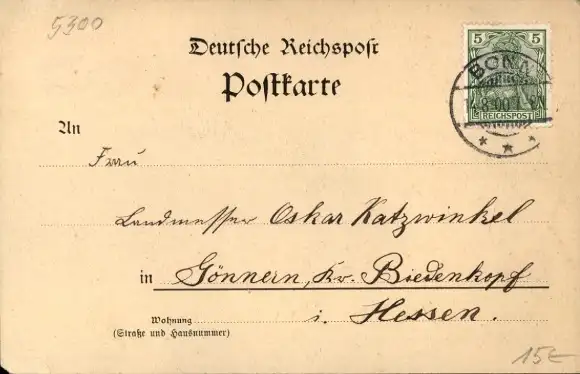 5300
Deutsche Reichspost
Postkarte
5 5
REICHSPOST
BONN
14.8.00.
An
Frau
Landmesser Oskar Katzwinkel
in Gönnern, Kr. Biedenkopf
i. Hessen.
Wohnung
(Straße und Hausnummer)
15€